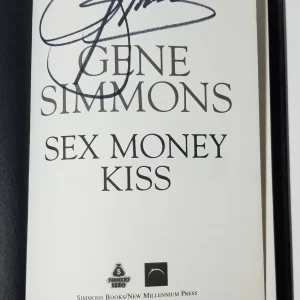 GENE
SIMMONS
SEX MONEY
KISS
SIMMONS BOOKS/NEW MILLENNIUM PRESS